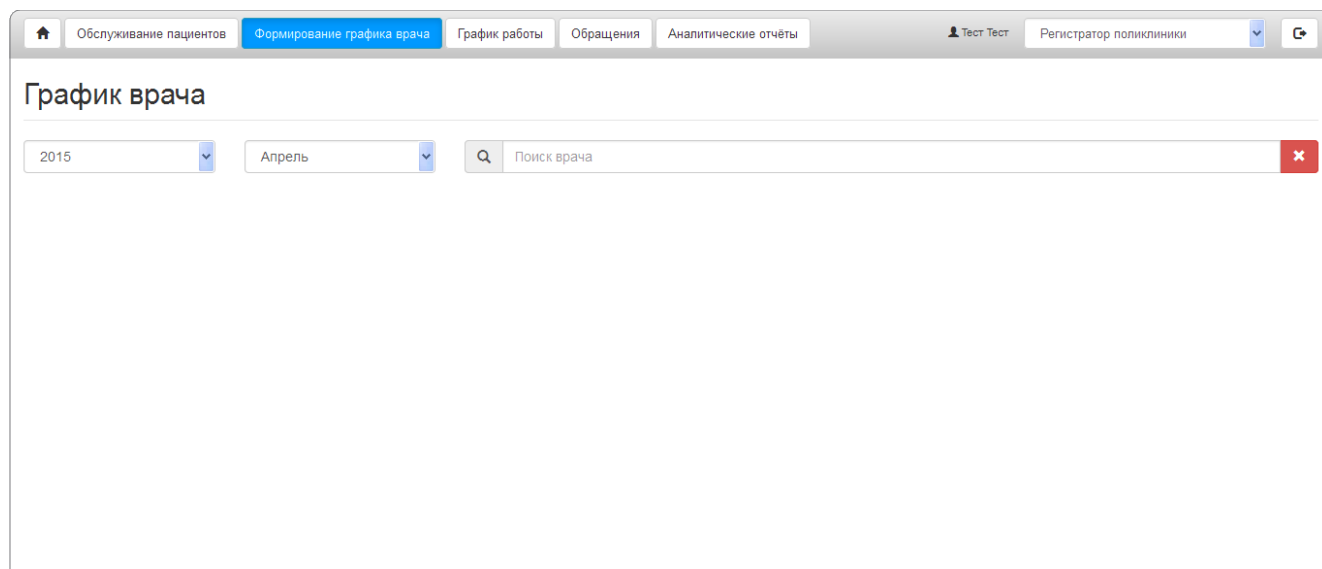 Обслуживание пациентов Формирование графика врача График работы Обращения Аналитические отчёты Тест Тест Регистратор поликлиники
График врача
2015 Апрель Поиск врача